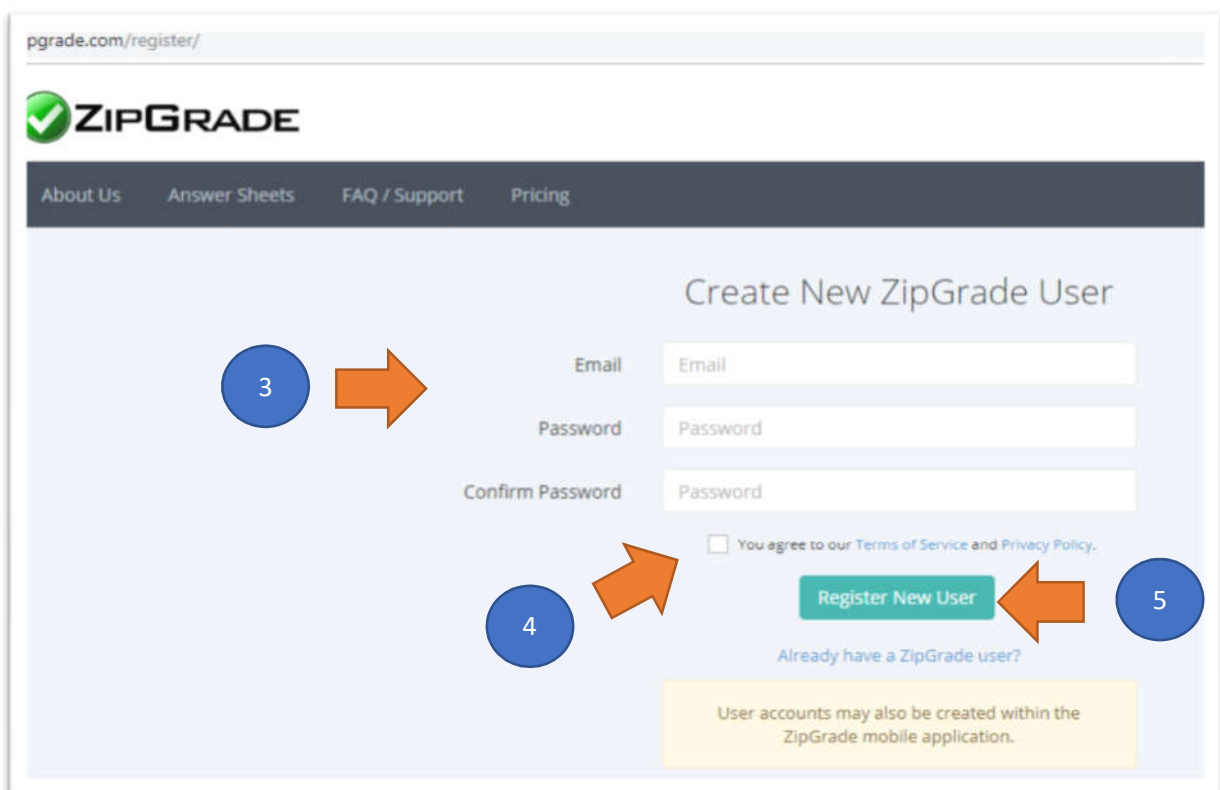 pgrade.com/register/
ZIPGRADE
About Us Answer Sheets FAQ / Support Pricing
Create New ZipGrade User
3
Email Email
Password Password
Confirm Password Password
You agree to our Terms of Service and Privacy Policy.
Register New User
5
4
Already have a ZipGrade user?
User accounts may also be created within the
ZipGrade mobile application.